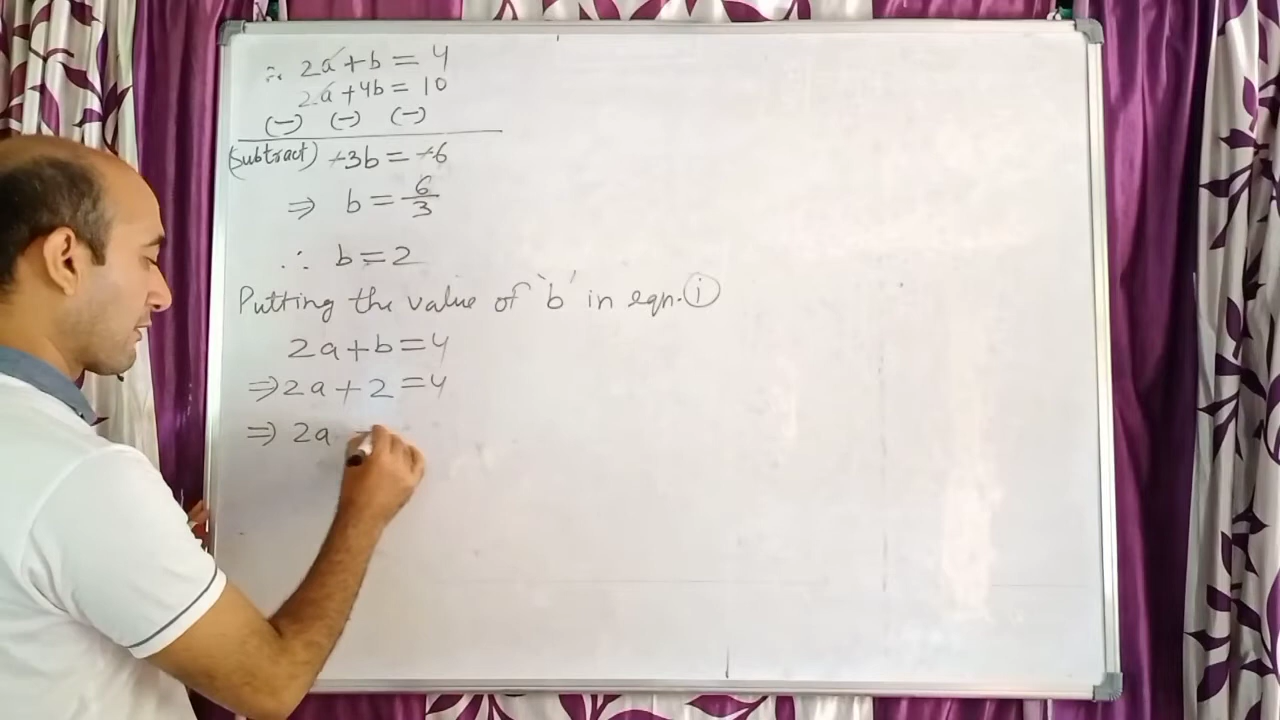 ∴ 2a + b = 4
2a + 4b = 10
(-) (-) (-)
(Subtract) -3b = -6
⇒ b = 6/3
∴ b = 2
Putting the value of 'b' in eqn. (i)
2a + b = 4
⇒ 2a + 2 = 4
⇒ 2a =